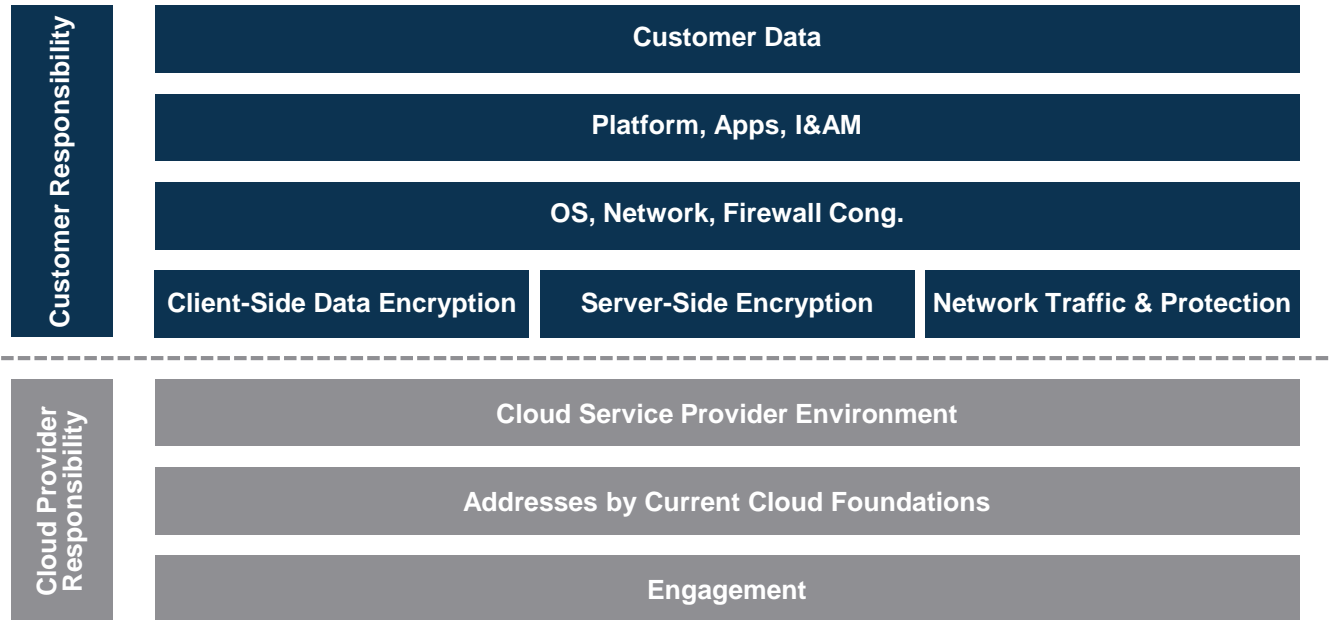 Customer Responsibility
Customer Data
Platform, Apps, I&AM
OS, Network, Firewall Cong.
Client-Side Data Encryption
Server-Side Encryption
Network Traffic & Protection
Cloud Provider
Responsibility
Cloud Service Provider Environment
Addresses by Current Cloud Foundations
Engagement